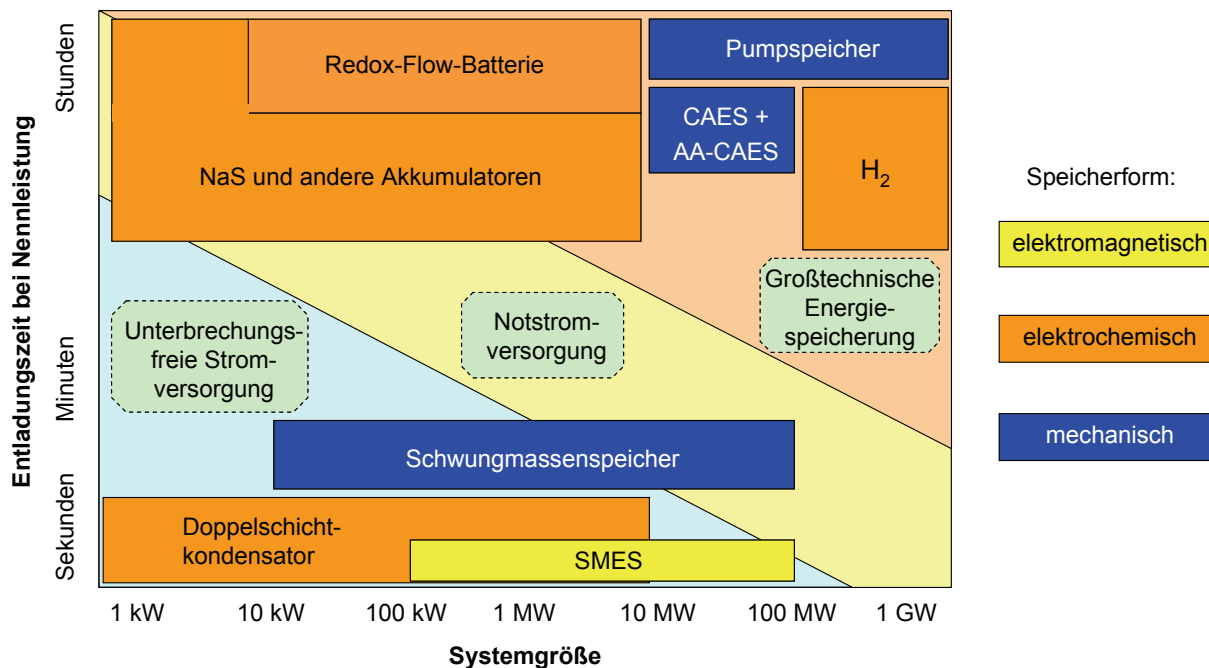 Entladungszeit bei Nennleistung
Stunden
Minuten
Sekunden
Redox-Flow-Batterie
NaS und andere Akkumulatoren
Pumpspeicher
CAES +
AA-CAES
H₂
Unterbrechungs-
freie Strom-
versorgung
Notstrom-
versorgung
Großtechnische
Energie-
speicherung
Schwungmassenspeicher
Doppelschicht-
kondensator
SMES
1 kW 10 kW 100 kW 1 MW 10 MW 100 MW 1 GW
Systemgröße
Speicherform:
elektromagnetisch
elektrochemisch
mechanisch